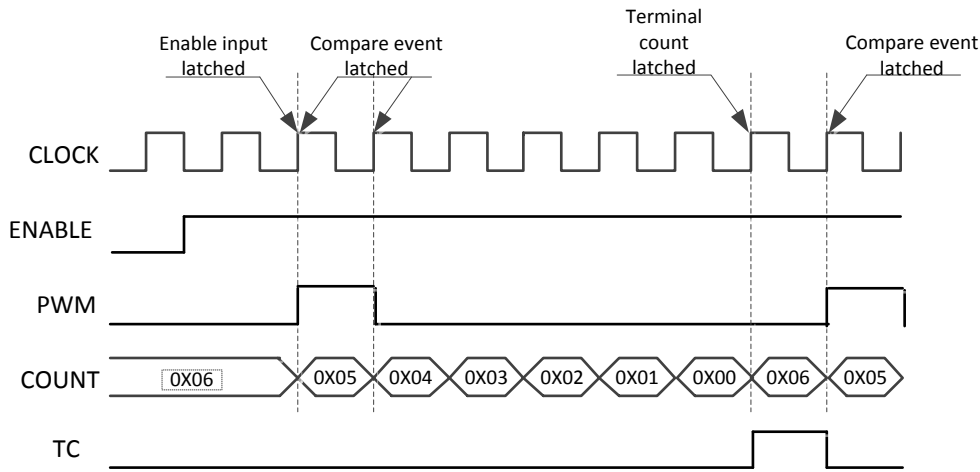 Enable input
latched
Compare event
latched
Terminal
count
latched
Compare event
latched
CLOCK
ENABLE
PWM
COUNT 0X06 0X05 0X04 0X03 0X02 0X01 0X00 0X06 0X05
TC